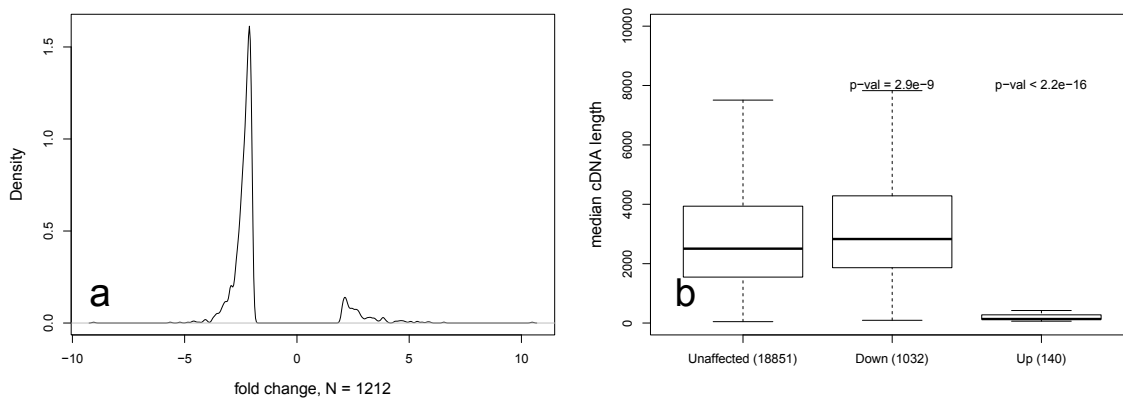 Density
0.0
0.5
1.0
1.5
−10
−5
0
5
10
fold change, N = 1212
a
median cDNA length
0
2000
4000
6000
8000
10000
p−val = 2.9e−9
p−val < 2.2e−16
Unaffected (18851)
Down (1032)
Up (140)
b